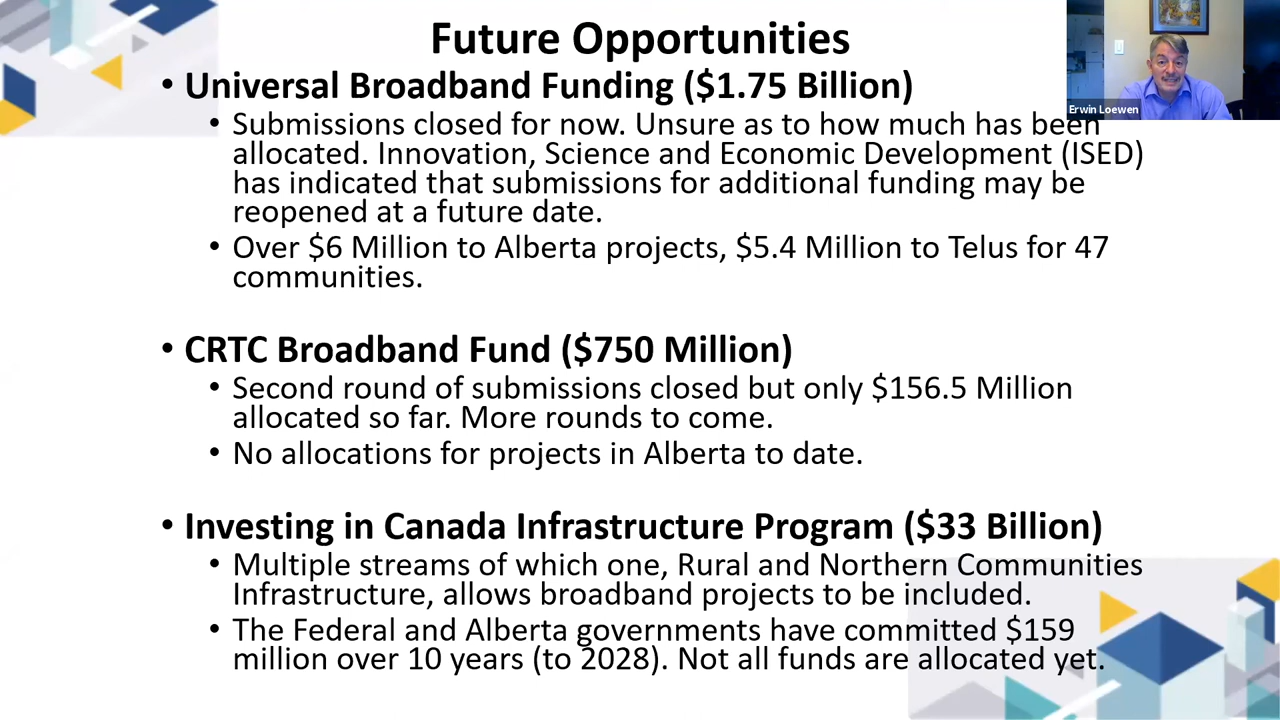 Future Opportunities
• Universal Broadband Funding ($1.75 Billion)
Erwin Loewen
• Submissions closed for now. Unsure as to how much has been
allocated. Innovation, Science and Economic Development (ISED)
has indicated that submissions for additional funding may be
reopened at a future date.
• Over $6 Million to Alberta projects, $5.4 Million to Telus for 47
communities.
• CRTC Broadband Fund ($750 Million)
• Second round of submissions closed but only $156.5 Million
allocated so far. More rounds to come.
• No allocations for projects in Alberta to date.
• Investing in Canada Infrastructure Program ($33 Billion)
• Multiple streams of which one, Rural and Northern Communities
Infrastructure, allows broadband projects to be included.
• The Federal and Alberta governments have committed $159
million over 10 years (to 2028). Not all funds are allocated yet.